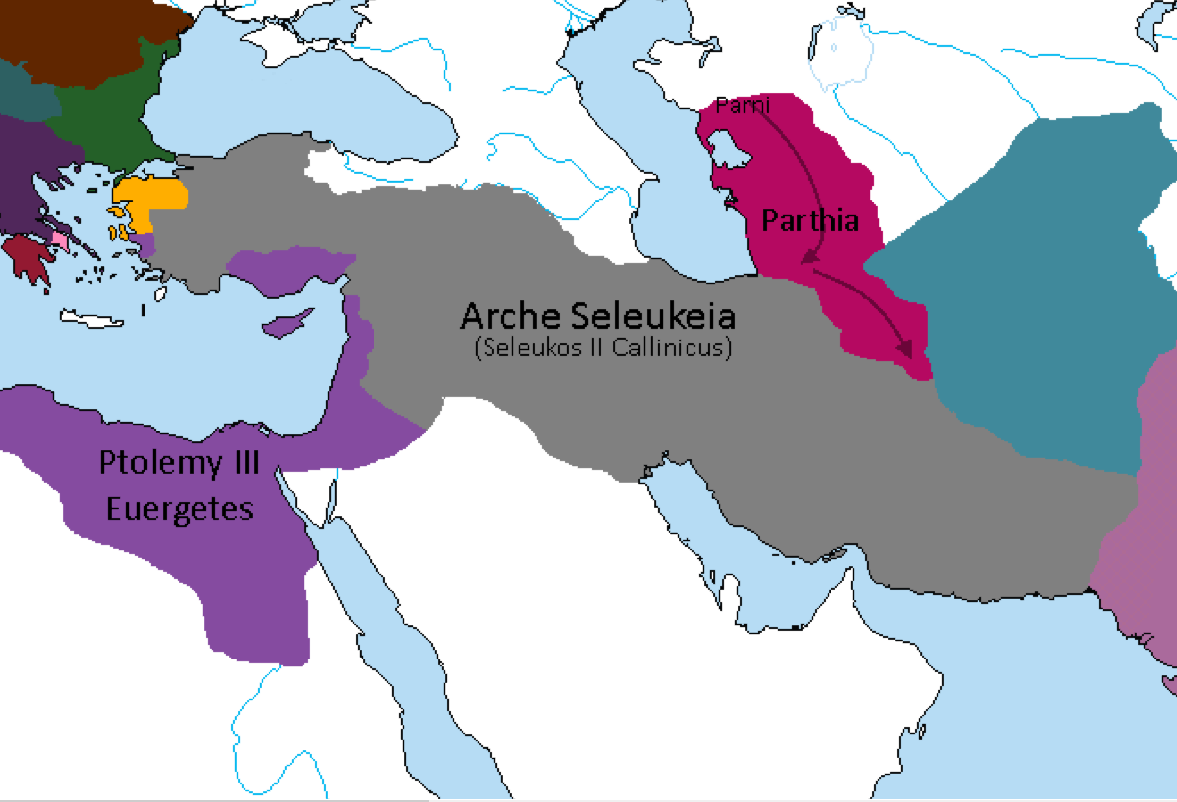 Parni
Parthia
Arche Seleukeia
(Seleukos II Callinicus)
Ptolemy III
Euergetes